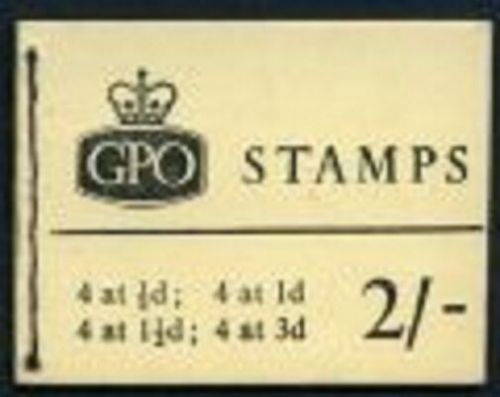 GPO STAMPS
4 at ½d; 4 at 1d
4 at 1½d; 4 at 3d 2/-